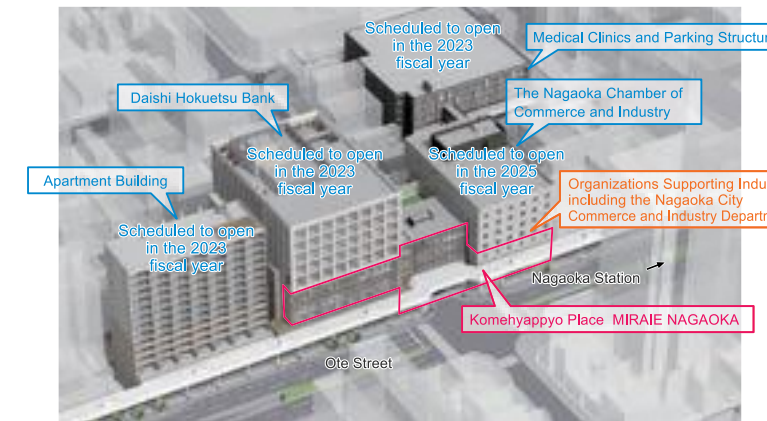 Scheduled to open
in the 2023
fiscal year
Medical Clinics and Parking
Daishi Hokuetsu Bank
The Nagaoka Chamber of
Commerce and Industry
Scheduled to open
in the 2023
fiscal year
Scheduled to open
in the 2025
fiscal year
Apartment Building
Organizations Supporting
including the Nagaoka City
Commerce and Industry
Scheduled to open
in the 2023
fiscal year
Nagaoka Station
Komehyappyo Place MIRAIE NAGAOKA
Ote Street